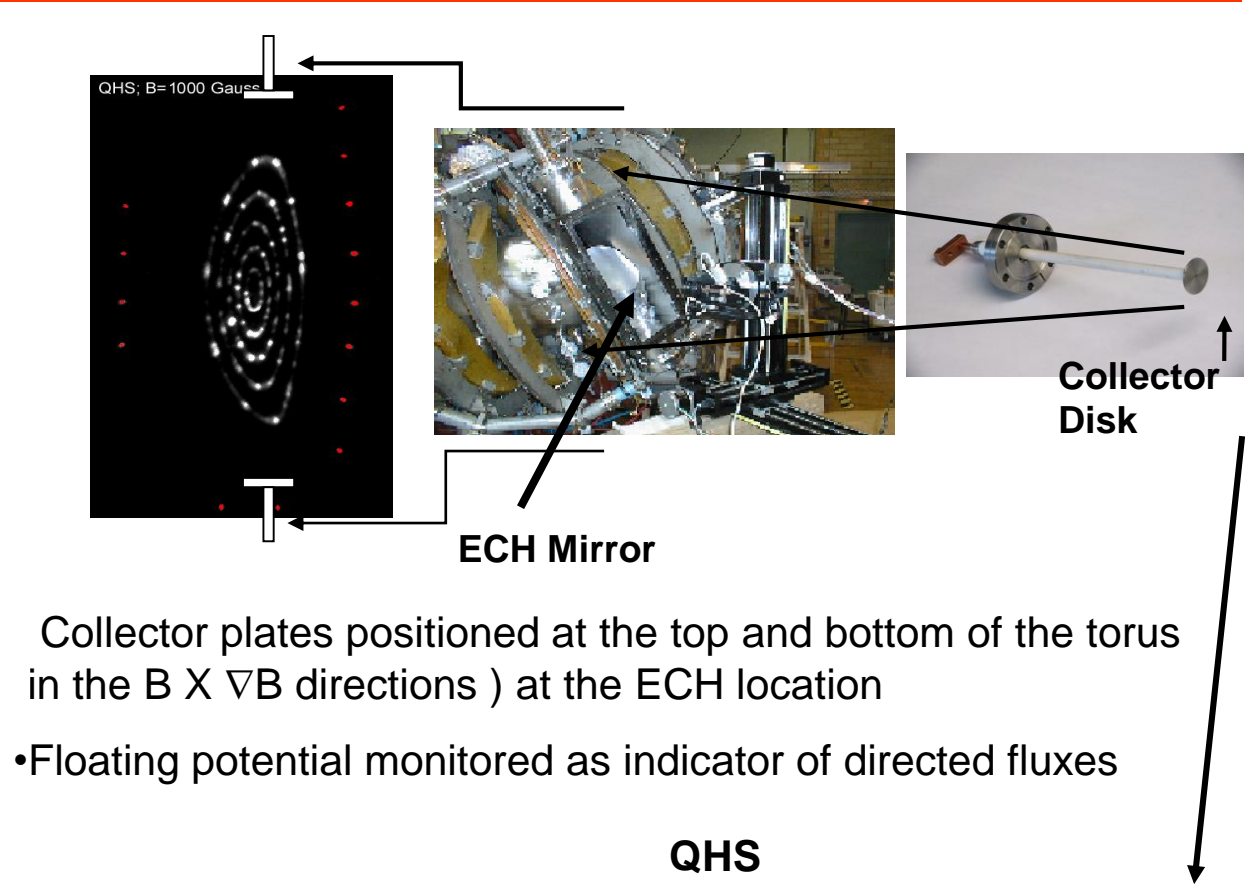 QHS; B=1000 Gauss
Collector
Disk
ECH Mirror
Collector plates positioned at the top and bottom of the torus
in the B X ∇B directions ) at the ECH location
•Floating potential monitored as indicator of directed fluxes
QHS